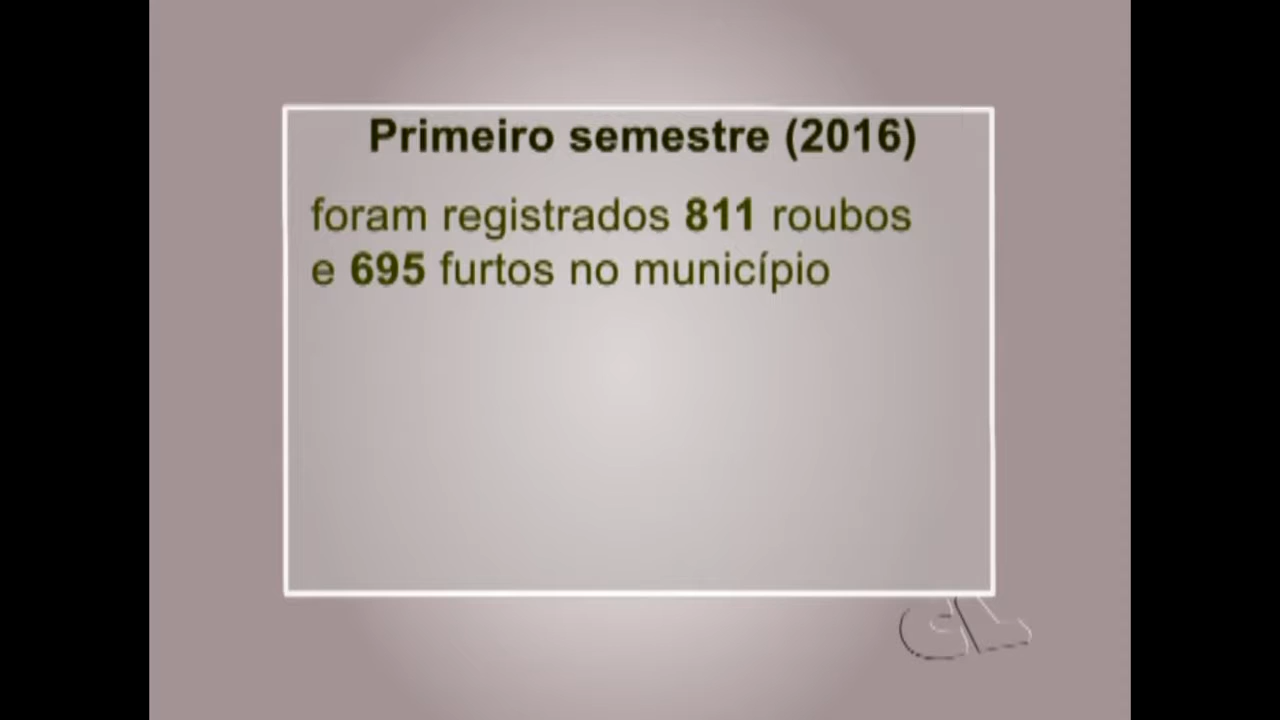 Primeiro semestre (2016)
foram registrados 811 roubos
e 695 furtos no município